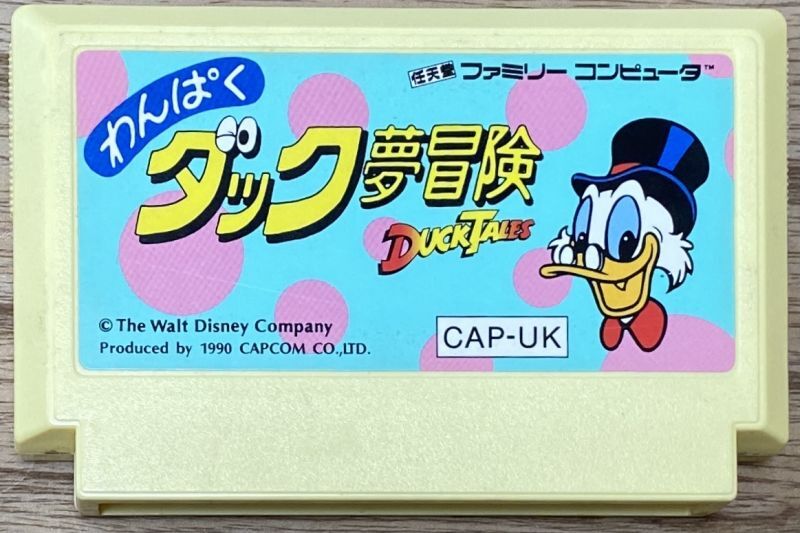 任天堂 ファミリー コンピュータ™
わんぱく
ダック夢冒険
DUCKTALES
© The Walt Disney Company
Produced by 1990 CAPCOM CO.,LTD.
CAP-UK